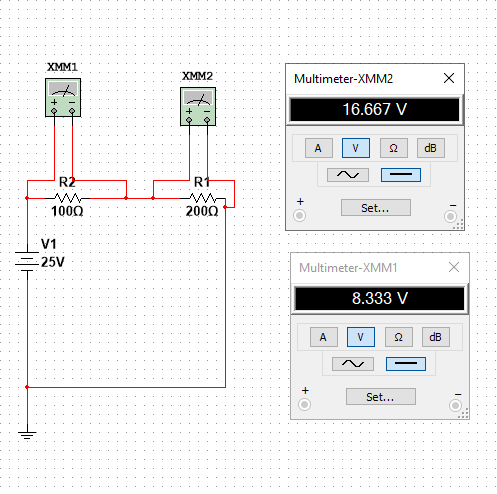 XMM1
XMM2
+ −
+ −
R2
100Ω
R1
200Ω
V1
25V
Multimeter-XMM2
16.667 V
A V Ω dB
+ −
Set...
Multimeter-XMM1
8.333 V
A V Ω dB
+ −
Set...